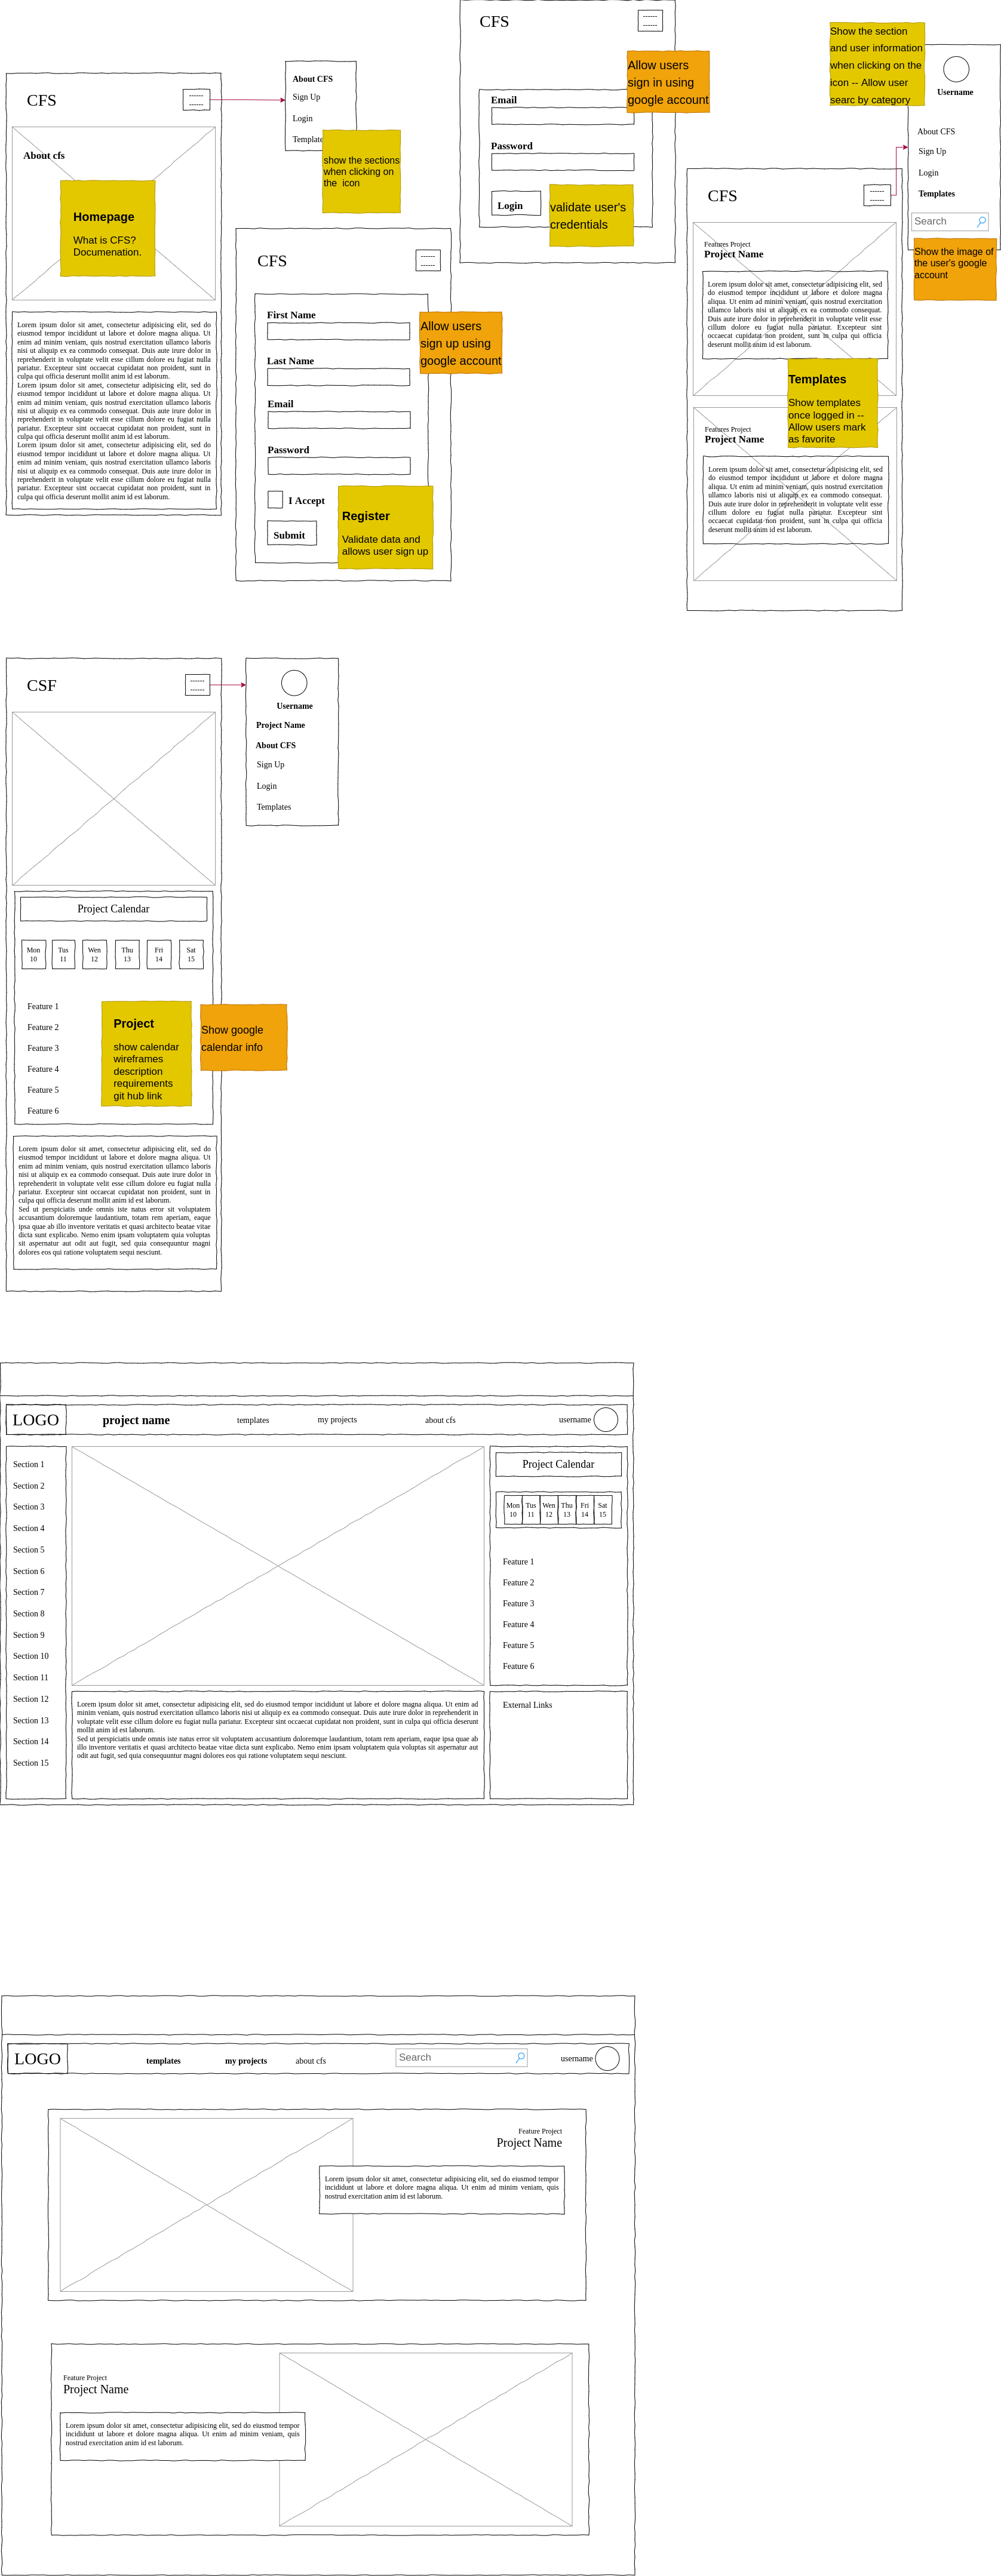 CFS
------
------
About cfs
Homepage
What is CFS?
Documenation.
Lorem ipsum dolor sit amet, consectetur adipisicing elit, sed do
eiusmod tempor incididunt ut labore et dolore magna aliqua. Ut
enim ad minim veniam, quis nostrud exercitation ullamco laboris
nisi ut aliquip ex ea commodo consequat. Duis aute irure dolor in
reprehenderit in voluptate velit esse cillum dolore eu fugiat nulla
pariatur. Excepteur sint occaecat cupidatat non proident, sunt in
culpa qui officia deserunt mollit anim id est laborum.
Lorem ipsum dolor sit amet, consectetur adipisicing elit, sed do
eiusmod tempor incididunt ut labore et dolore magna aliqua. Ut
enim ad minim veniam, quis nostrud exercitation ullamco laboris
nisi ut aliquip ex ea commodo consequat. Duis aute irure dolor in
reprehenderit in voluptate velit esse cillum dolore eu fugiat nulla
pariatur. Excepteur sint occaecat cupidatat non proident, sunt in
culpa qui officia deserunt mollit anim id est laborum.
Lorem ipsum dolor sit amet, consectetur adipisicing elit, sed do
eiusmod tempor incididunt ut labore et dolore magna aliqua. Ut
enim ad minim veniam, quis nostrud exercitation ullamco laboris
nisi ut aliquip ex ea commodo consequat. Duis aute irure dolor in
reprehenderit in voluptate velit esse cillum dolore eu fugiat nulla
pariatur. Excepteur sint occaecat cupidatat non proident, sunt in
culpa qui officia deserunt mollit anim id est laborum.
About CFS
Sign Up
Login
Template
show the sections
when clicking on
the icon
CFS
------
------
First Name
Last Name
Email
Password
I Accept
Submit
Allow users
sign up using
google account
Register
Validate data and
allows user sign up
CFS
------
------
Email
Password
Login
Allow users
sign in using
google account
validate user's
credentials
CFS
------
------
Features Project
Project Name
Lorem ipsum dolor sit amet, consectetur adipisicing elit, sed
do eiusmod tempor incididunt ut labore et dolore magna
aliqua. Ut enim ad minim veniam, quis nostrud exercitation
ullamco laboris nisi ut aliquip ex ea commodo consequat.
Duis aute irure dolor in reprehenderit in voluptate velit esse
cillum dolore eu fugiat nulla pariatur. Excepteur sint
occaecat cupidatat non proident, sunt in culpa qui officia
deserunt mollit anim id est laborum.
Templates
Show templates
once logged in --
Allow users mark
as favorite
Features Project
Project Name
Lorem ipsum dolor sit amet, consectetur adipisicing elit, sed
do eiusmod tempor incididunt ut labore et dolore magna
aliqua. Ut enim ad minim veniam, quis nostrud exercitation
ullamco laboris nisi ut aliquip ex ea commodo consequat.
Duis aute irure dolor in reprehenderit in voluptate velit esse
cillum dolore eu fugiat nulla pariatur. Excepteur sint
occaecat cupidatat non proident, sunt in culpa qui officia
deserunt mollit anim id est laborum.
Show the section
and user information
when clicking on the
icon -- Allow user
searc by category
Username
About CFS
Sign Up
Login
Templates
Search
Show the image of
the user's google
account
CSF
------
------
Project Calendar
Mon Tus Wen Thu Fri Sat
10 11 12 13 14 15
Feature 1
Feature 2
Feature 3
Feature 4
Feature 5
Feature 6
Project
show calendar
wireframes
description
requirements
git hub link
Show google
calendar info
Lorem ipsum dolor sit amet, consectetur adipisicing elit, sed do
eiusmod tempor incididunt ut labore et dolore magna aliqua. Ut
enim ad minim veniam, quis nostrud exercitation ullamco laboris
nisi ut aliquip ex ea commodo consequat. Duis aute irure dolor in
reprehenderit in voluptate velit esse cillum dolore eu fugiat nulla
pariatur. Excepteur sint occaecat cupidatat non proident, sunt in
culpa qui officia deserunt mollit anim id est laborum.
Sed ut perspiciatis unde omnis iste natus error sit voluptatem
accusantium doloremque laudantium, totam rem aperiam, eaque
ipsa quae ab illo inventore veritatis et quasi architecto beatae vitae
dicta sunt explicabo. Nemo enim ipsam voluptatem quia voluptas
sit aspernatur aut odit aut fugit, sed quia consequuntur magni
dolores eos qui ratione voluptatem sequi nesciunt.
Username
Project Name
About CFS
Sign Up
Login
Templates
LOGO
project name
templates
my projects
about cfs
username
Section 1
Section 2
Section 3
Section 4
Section 5
Section 6
Section 7
Section 8
Section 9
Section 10
Section 11
Section 12
Section 13
Section 14
Section 15
Lorem ipsum dolor sit amet, consectetur adipisicing elit, sed do eiusmod tempor incididunt ut labore et dolore magna aliqua. Ut enim ad
minim veniam, quis nostrud exercitation ullamco laboris nisi ut aliquip ex ea commodo consequat. Duis aute irure dolor in reprehenderit in
voluptate velit esse cillum dolore eu fugiat nulla pariatur. Excepteur sint occaecat cupidatat non proident, sunt in culpa qui officia deserunt
mollit anim id est laborum.
Sed ut perspiciatis unde omnis iste natus error sit voluptatem accusantium doloremque laudantium, totam rem aperiam, eaque ipsa quae ab
illo inventore veritatis et quasi architecto beatae vitae dicta sunt explicabo. Nemo enim ipsam voluptatem quia voluptas sit aspernatur aut
odit aut fugit, sed quia consequuntur magni dolores eos qui ratione voluptatem sequi nesciunt.
Project Calendar
Mon Tus Wen Thu Fri Sat
10 11 12 13 14 15
Feature 1
Feature 2
Feature 3
Feature 4
Feature 5
Feature 6
External Links
LOGO
templates
my projects
about cfs
Search
username
Feature Project
Project Name
Lorem ipsum dolor sit amet, consectetur adipisicing elit, sed do eiusmod tempor
incididunt ut labore et dolore magna aliqua. Ut enim ad minim veniam, quis
nostrud exercitation anim id est laborum.
Feature Project
Project Name
Lorem ipsum dolor sit amet, consectetur adipisicing elit, sed do eiusmod tempor
incididunt ut labore et dolore magna aliqua. Ut enim ad minim veniam, quis
nostrud exercitation anim id est laborum.